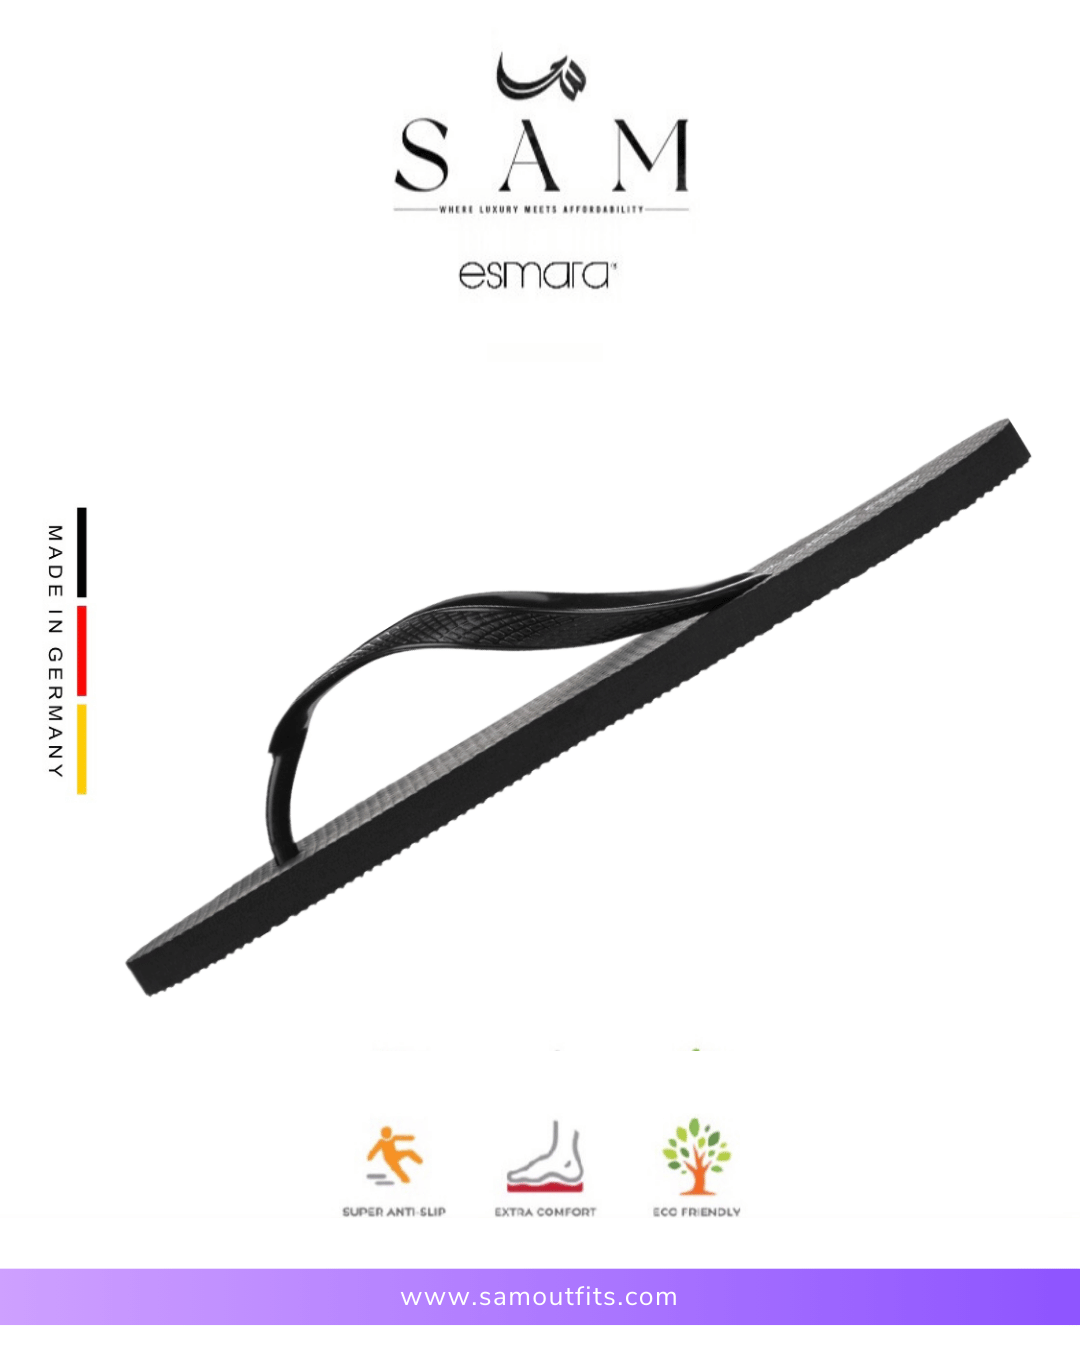 SAM
WHERE LUXURY MEETS AFFORDABILITY
esmara
MADE IN GERMANY
SUPER ANTI-SLIP
EXTRA COMFORT
ECO FRIENDLY
www.samoutfits.com